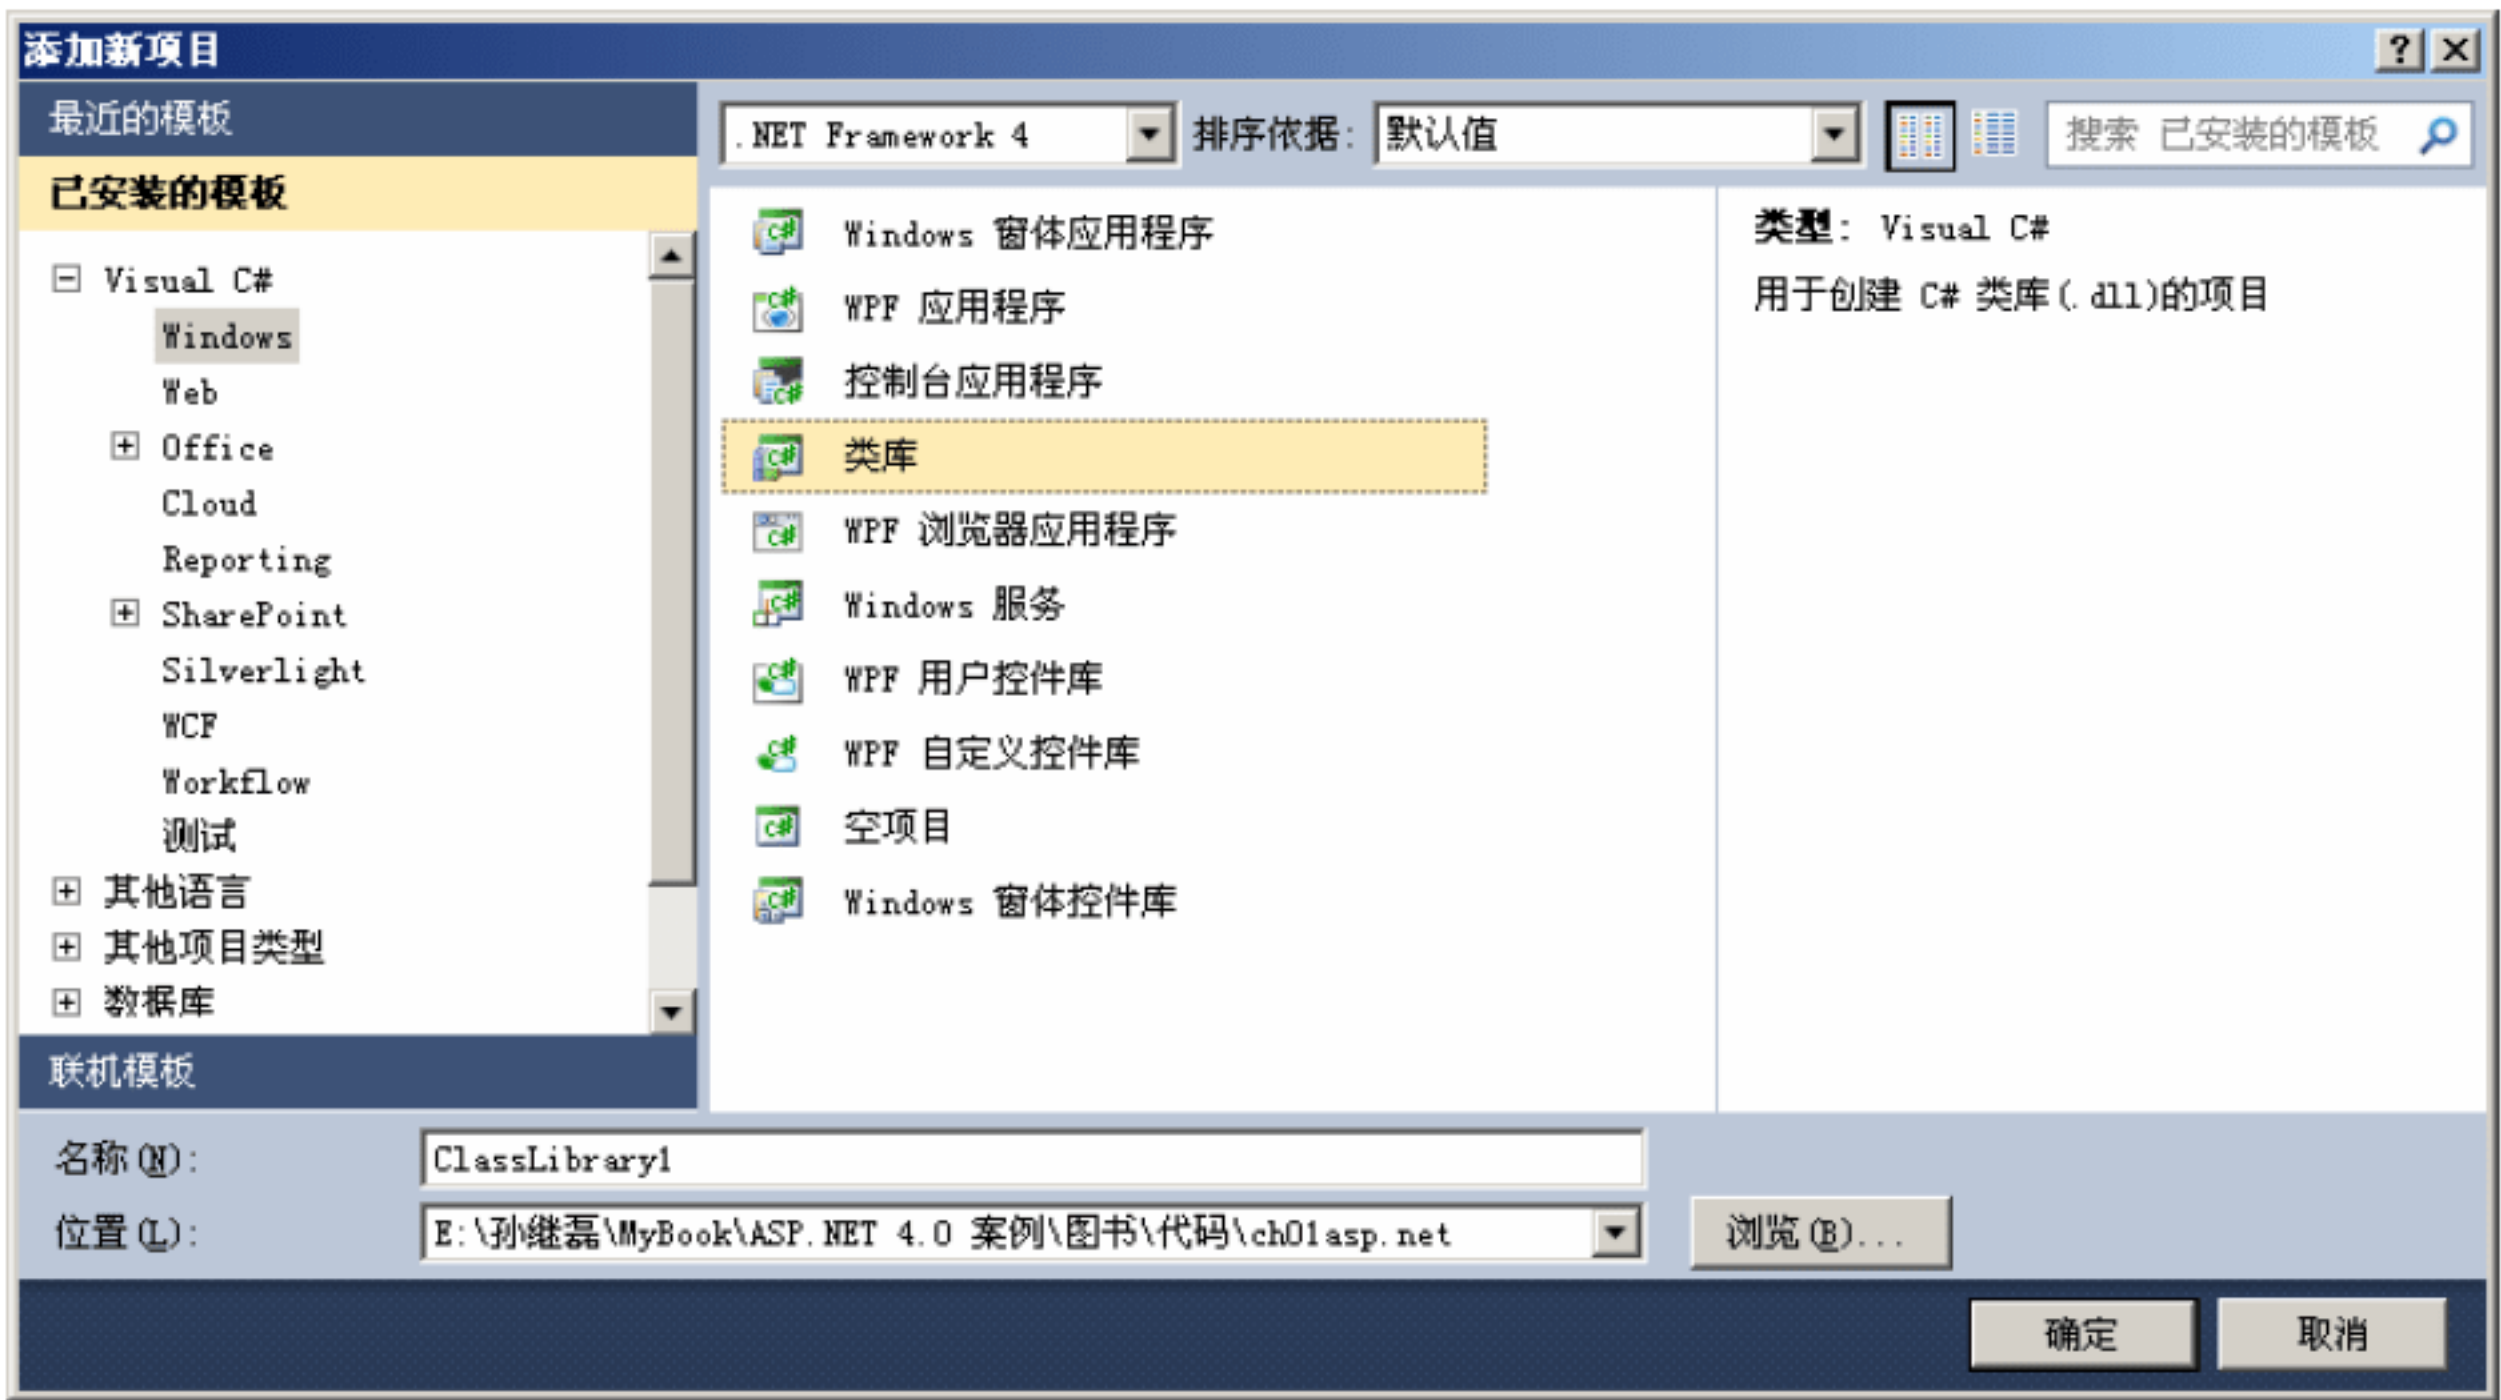 添加新项目
最近的模板
已安装的模板
Visual C#
Windows
Web
Office
Cloud
Reporting
SharePoint
Silverlight
WCF
Workflow
测试
其他语言
其他项目类型
数据库
联机模板
.NET Framework 4 排序依据: 默认值 搜索 已安装的模板
Windows 窗体应用程序
WPF 应用程序
控制台应用程序
类库
WPF 浏览器应用程序
Windows 服务
WPF 用户控件库
WPF 自定义控件库
空项目
Windows 窗体控件库
类型: Visual C#
用于创建 C# 类库(.dll)的项目
名称(N): ClassLibrary1
位置(L): E:\孙继磊\MyBook\ASP.NET 4.0 案例\图书\代码\ch01asp.net 浏览(B)...
确定 取消